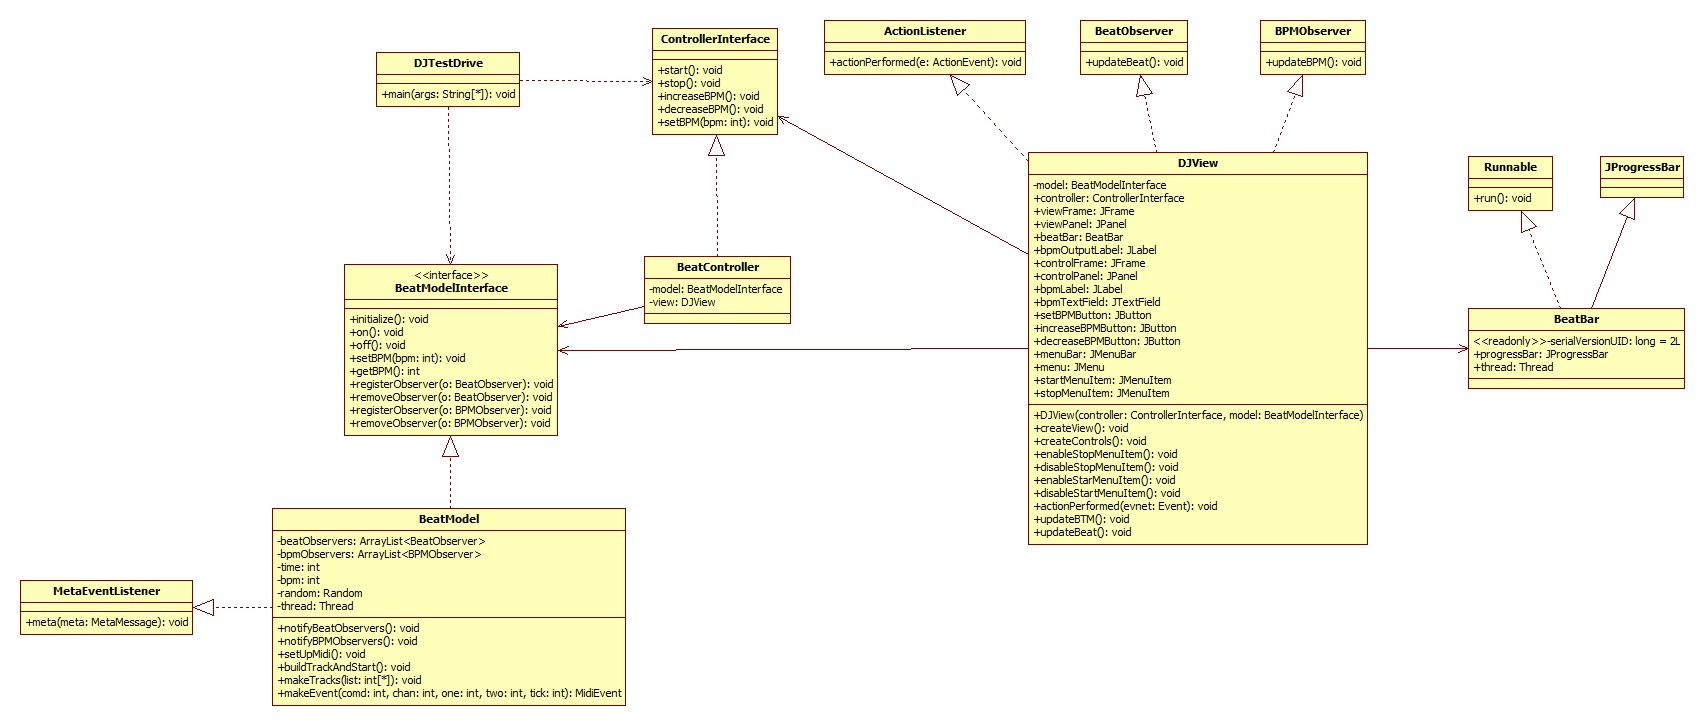 DJTestDrive
+main(args: String[*]): void
ControllerInterface
+start(): void
+stop(): void
+increaseBPM(): void
+decreaseBPM(): void
+setBPM(bpm: int): void
ActionListener
+actionPerformed(e: ActionEvent): void
BeatObserver
+updateBeat(): void
BPMObserver
+updateBPM(): void
DJView
-model: BeatModelInterface
+controller: ControllerInterface
+viewFrame: JFrame
+viewPanel: JPanel
+beatBar: BeatBar
+bpmOutputLabel: JLabel
+controlFrame: JFrame
+controlPanel: JPanel
+bpmLabel: JLabel
+bpmTextField: JTextField
+setBPMButton: JButton
+increaseBPMButton: JButton
+decreaseBPMButton: JButton
+menuBar: JMenuBar
+menu: JMenu
+startMenuItem: JMenuItem
+stopMenuItem: JMenuItem
+DJView(controller: ControllerInterface, model: BeatModelInterface)
+createView(): void
+createControls(): void
+enableStopMenuItem(): void
+disableStopMenuItem(): void
+enableStarMenuItem(): void
+disableStartMenuItem(): void
+actionPerformed(evnet: Event): void
+updateBTM(): void
+updateBeat(): void
Runnable
+run(): void
JProgressBar
BeatBar
<<readonly>>-serialVersionUID: long = 2L
+progressBar: JProgressBar
+thread: Thread
<<interface>>
BeatModelInterface
+initialize(): void
+on(): void
+off(): void
+setBPM(bpm: int): void
+getBPM(): int
+registerObserver(o: BeatObserver): void
+removeObserver(o: BeatObserver): void
+registerObserver(o: BPMObserver): void
+removeObserver(o: BPMObserver): void
BeatController
-model: BeatModelInterface
-view: DJView
BeatModel
-beatObservers: ArrayList<BeatObserver>
-bpmObservers: ArrayList<BPMObserver>
-time: int
-bpm: int
-random: Random
-thread: Thread
+notifyBeatObservers(): void
+notifyBPMObservers(): void
+setUpMidi(): void
+buildTrackAndStart(): void
+makeTracks(list: int[*]): void
+makeEvent(comd: int, chan: int, one: int, two: int, tick: int): MidiEvent
MetaEventListener
+meta(meta: MetaMessage): void